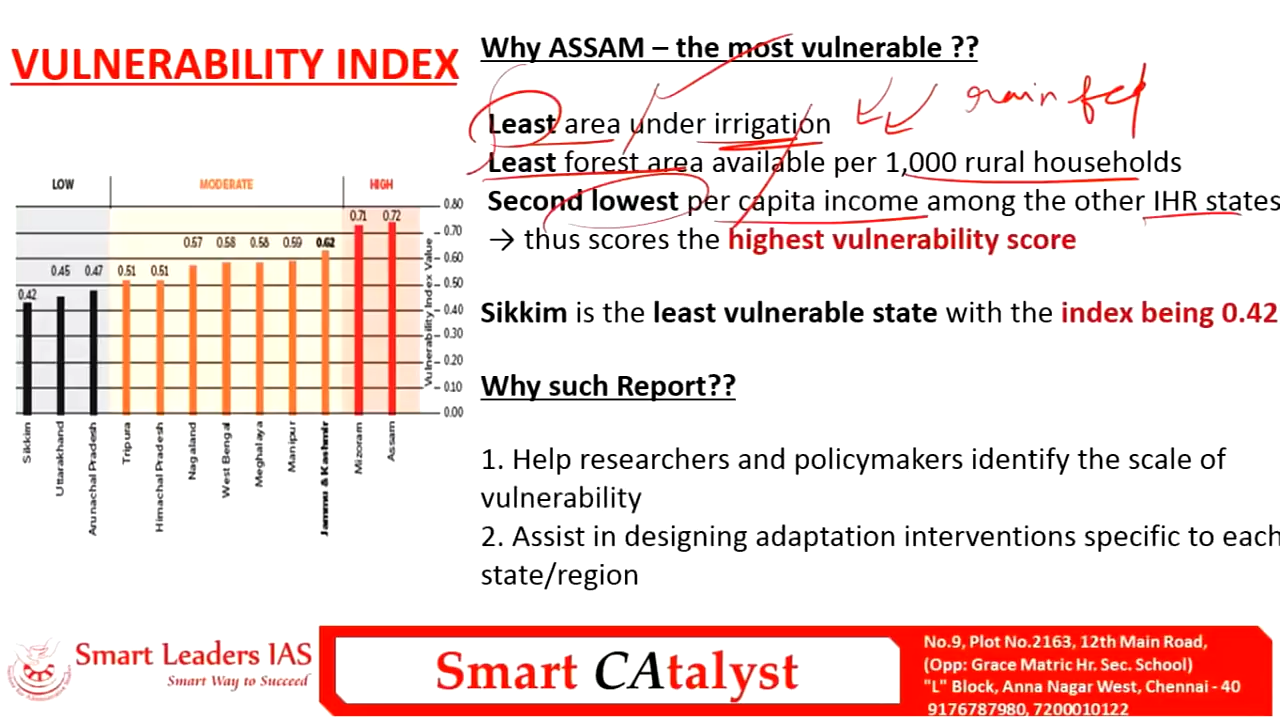 VULNERABILITY INDEX
LOW
MODERATE
HIGH
0.42
0.45
0.47
0.51
0.51
0.57
0.58
0.58
0.59
0.62
0.71
0.72
0.80
0.70
0.60
0.50
0.40
0.30
0.20
0.10
0.00
Vulnerability Index Value
Sikkim
Uttarakhand
Arunachal Pradesh
Tripura
Himachal Pradesh
Nagaland
West Bengal
Meghalaya
Manipur
Jammu & Kashmir
Mizoram
Assam
Why ASSAM – the most vulnerable ??
rain fed
Least area under irrigation
Least forest area available per 1,000 rural households
Second lowest per capita income among the other IHR states
→ thus scores the highest vulnerability score
Sikkim is the least vulnerable state with the index being 0.42
Why such Report??
1. Help researchers and policymakers identify the scale of
vulnerability
2. Assist in designing adaptation interventions specific to each
state/region
Smart Leaders IAS
Smart Way to Succeed
Smart CAtalyst
No.9, Plot No.2163, 12th Main Road,
(Opp: Grace Matric Hr. Sec. School)
"L" Block, Anna Nagar West, Chennai - 40
9176787980, 7200010122